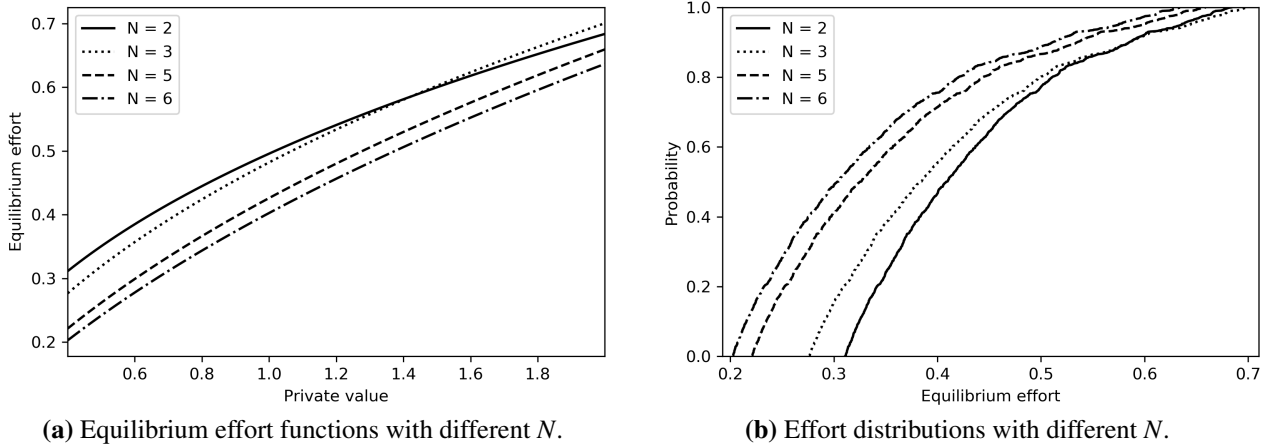 0.7
0.6
0.5
0.4
0.3
0.2
Equilibrium effort
N = 2
N = 3
N = 5
N = 6
0.6 0.8 1.0 1.2 1.4 1.6 1.8
Private value
(a) Equilibrium effort functions with different N.
1.0
0.8
0.6
0.4
0.2
0.0
Probability
N = 2
N = 3
N = 5
N = 6
0.2 0.3 0.4 0.5 0.6 0.7
Equilibrium effort
(b) Effort distributions with different N.